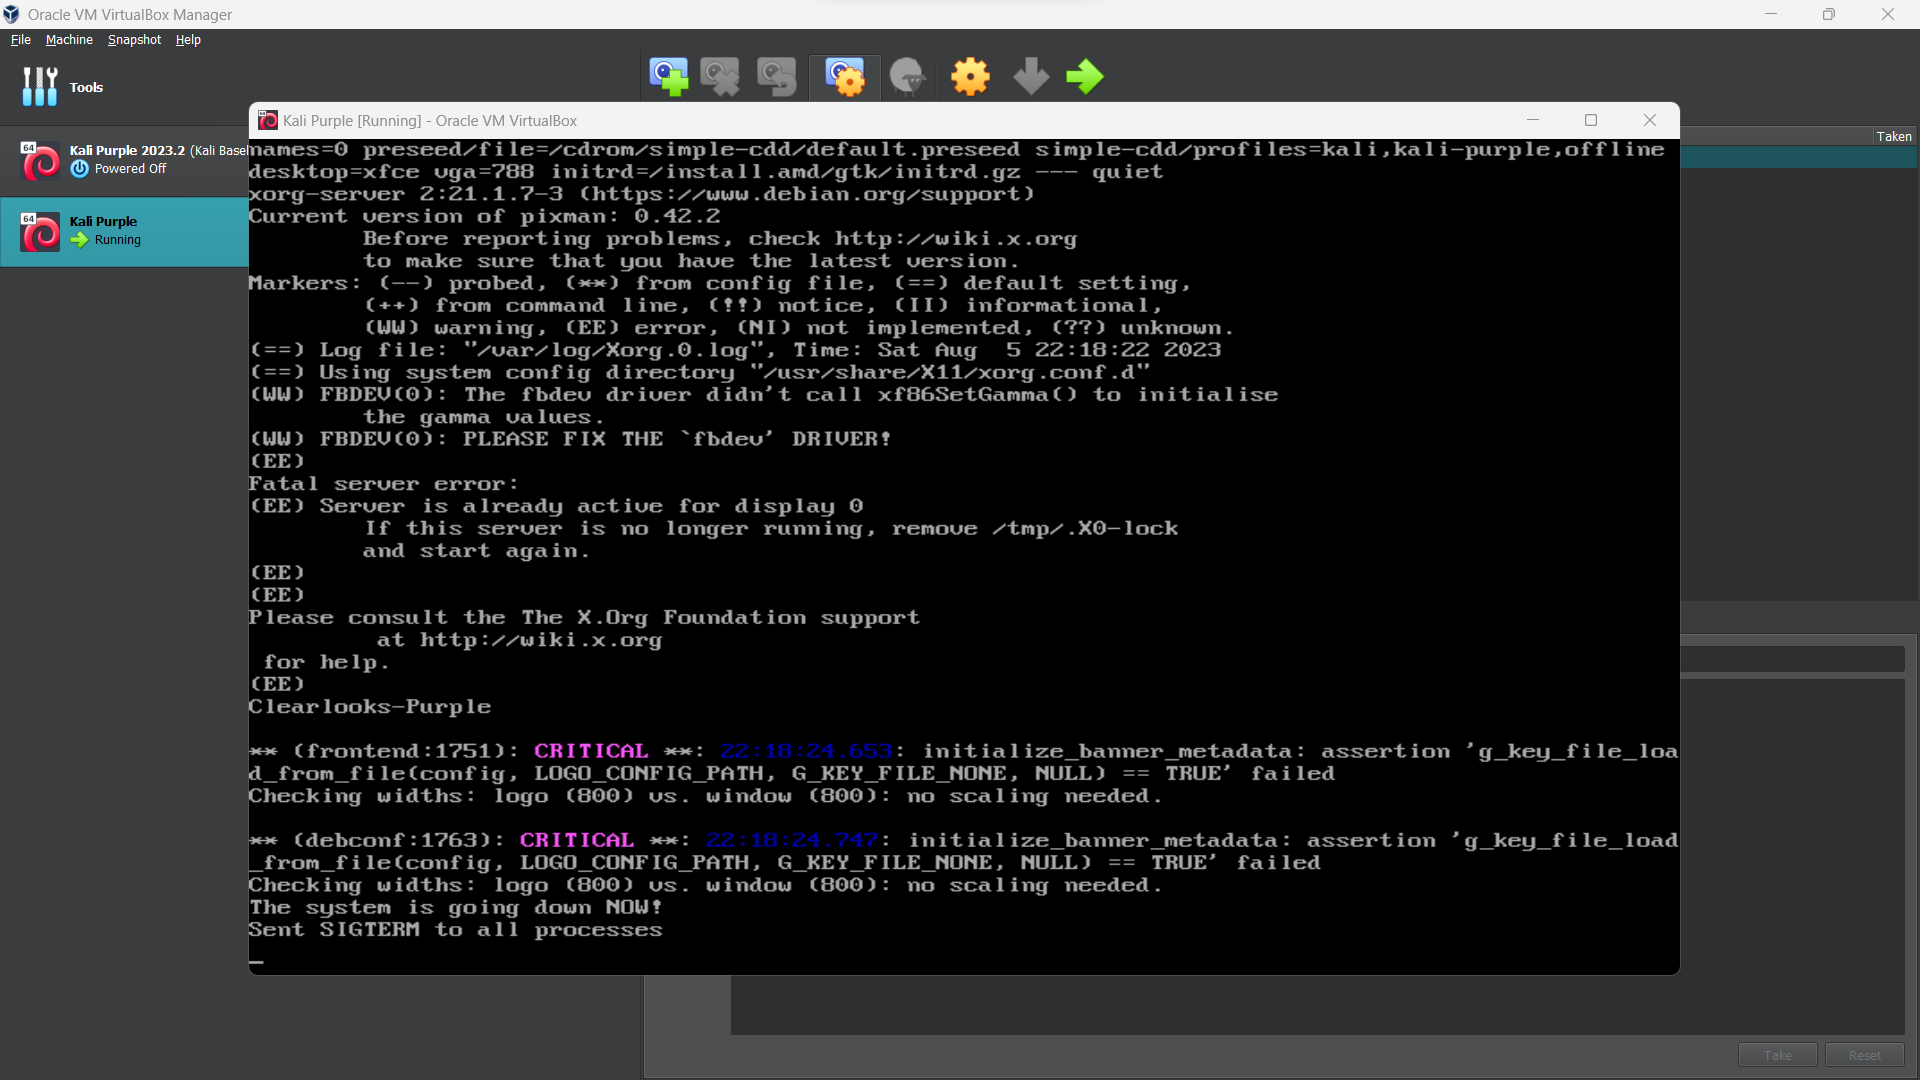 Oracle VM VirtualBox Manager
File Machine Snapshot Help
Tools
64
Kali Purple 2023.2 (Kali Basel
Powered Off
64
Kali Purple
Running
Taken
Kali Purple [Running] - Oracle VM VirtualBox
names=0 preseed/file=/cdrom/simple-cdd/default.preseed simple-cdd/profiles=kali,kali-purple,offline
desktop=xfce vga=788 initrd=/install.amd/gtk/initrd.gz --- quiet
xorg-server 2:21.1.7-3 (https://www.debian.org/support)
Current version of pixman: 0.42.2
Before reporting problems, check http://wiki.x.org
to make sure that you have the latest version.
Markers: (--) probed, (**) from config file, (==) default setting,
(++) from command line, (!!) notice, (II) informational,
(WW) warning, (EE) error, (NI) not implemented, (??) unknown.
(==) Log file: "/var/log/Xorg.0.log", Time: Sat Aug  5 22:18:22 2023
(==) Using system config directory "/usr/share/X11/xorg.conf.d"
(WW) FBDEV(0): The fbdev driver didn't call xf86SetGamma() to initialise
the gamma values.
(WW) FBDEV(0): PLEASE FIX THE `fbdev' DRIVER!
(EE)
Fatal server error:
(EE) Server is already active for display 0
If this server is no longer running, remove /tmp/.X0-lock
and start again.
(EE)
(EE)
Please consult the The X.Org Foundation support
at http://wiki.x.org
for help.
(EE)
Clearlooks-Purple
** (frontend:1751): CRITICAL **: 22:18:24.653: initialize_banner_metadata: assertion 'g_key_file_loa
d_from_file(config, LOGO_CONFIG_PATH, G_KEY_FILE_NONE, NULL) == TRUE' failed
Checking widths: logo (800) vs. window (800): no scaling needed.
** (debconf:1763): CRITICAL **: 22:18:24.747: initialize_banner_metadata: assertion 'g_key_file_load
_from_file(config, LOGO_CONFIG_PATH, G_KEY_FILE_NONE, NULL) == TRUE' failed
Checking widths: logo (800) vs. window (800): no scaling needed.
The system is going down NOW!
Sent SIGTERM to all processes
_
Take Reset